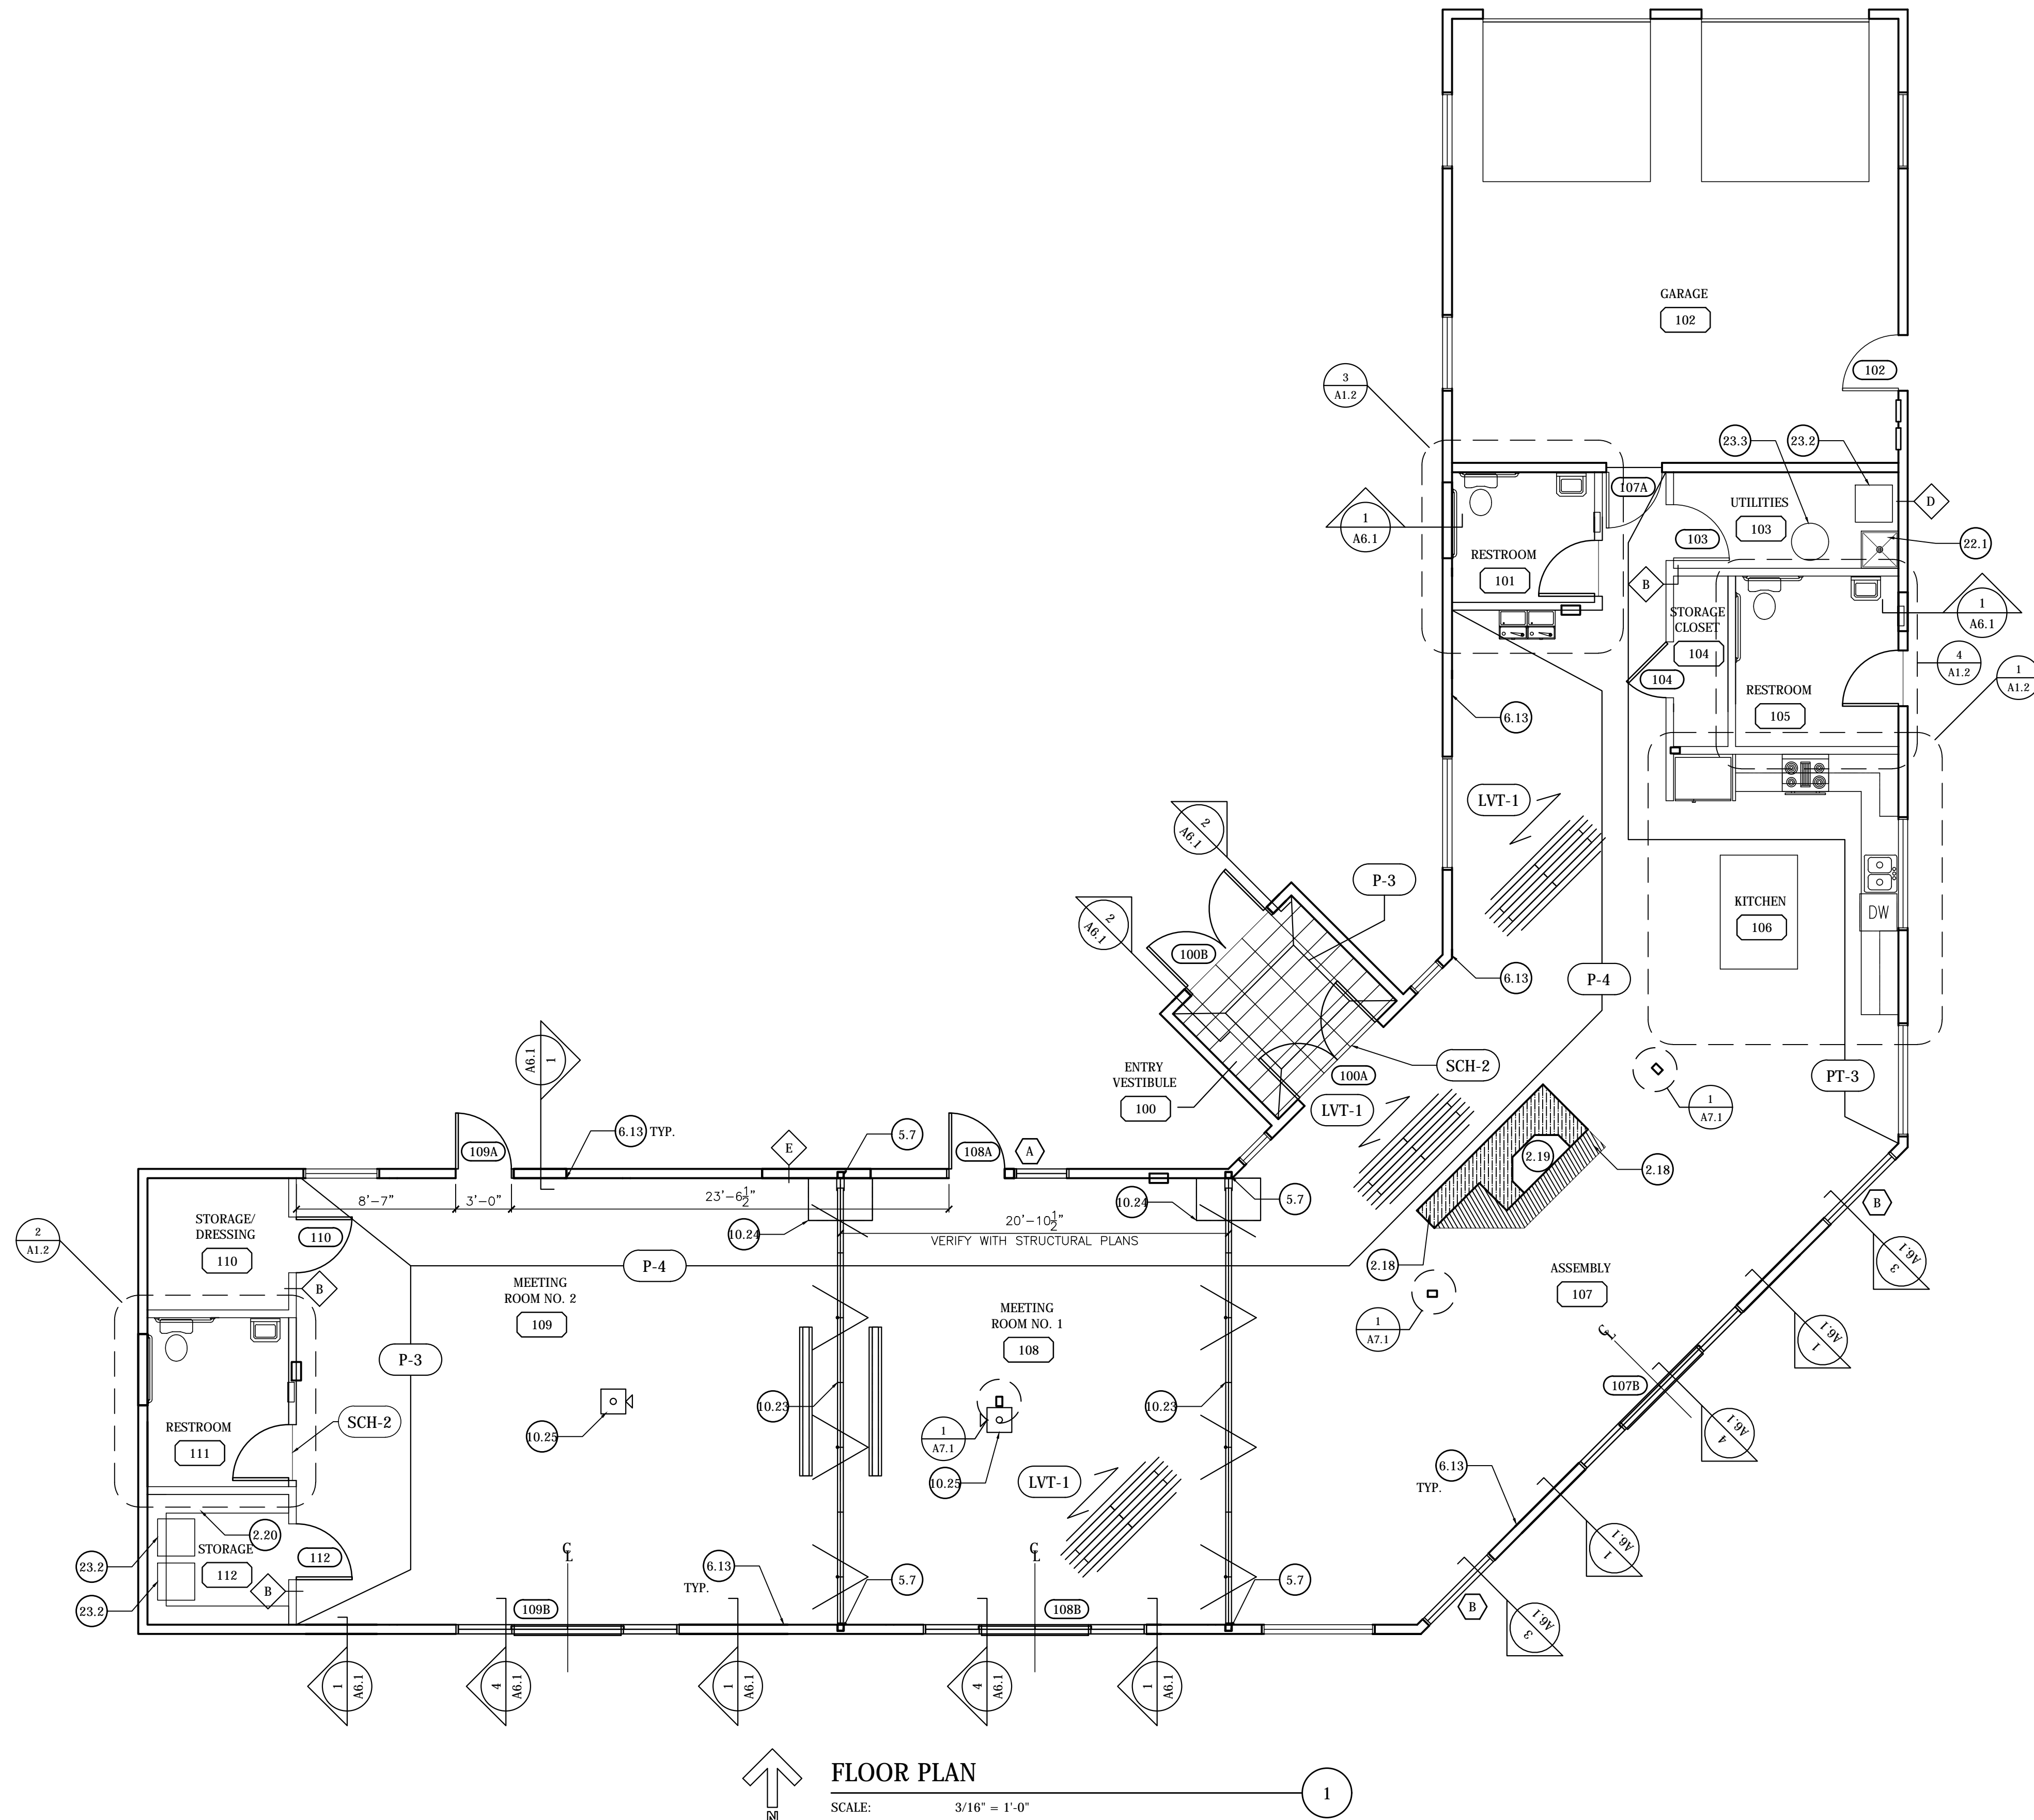 GARAGE
102
102
3
A1.2
23.3
23.2
107A
UTILITIES
103
D
1
A6.1
103
22.1
RESTROOM
101
B
STORAGE
CLOSET
104
1
A6.1
104
4
A1.2
1
A1.2
RESTROOM
105
6.13
LVT-1
2
A6.1
P-3
KITCHEN
106
DW
2
A6.1
100B
6.13
P-4
ENTRY
VESTIBULE
100
SCH-2
100A
PT-3
LVT-1
1
A7.1
A6.1
1
6.13 TYP.
E
5.7
109A
108A
A
2.19
2.18
8'-7"
3'-0"
23'-6 1/2"
10.24
5.7
20'-10 1/2"
VERIFY WITH STRUCTURAL PLANS
STORAGE/
DRESSING
110
110
10.24
B
A6.1
3
2
A1.2
P-4
2.18
ASSEMBLY
107
B
MEETING
ROOM NO. 2
109
MEETING
ROOM NO. 1
108
1
A7.1
A6.1
1
P-3
CL
107B
10.23
10.23
RESTROOM
111
SCH-2
10.25
1
A7.1
10.25
A6.1
4
LVT-1
6.13
TYP.
2.20
STORAGE
112
112
23.2
23.2
B
CL
6.13
TYP.
5.7
CL
5.7
A6.1
1
109B
108B
B
A6.1
3
1
A6.1
4
A6.1
1
A6.1
4
A6.1
1
A6.1
FLOOR PLAN
1
SCALE: 3/16" = 1'-0"
N